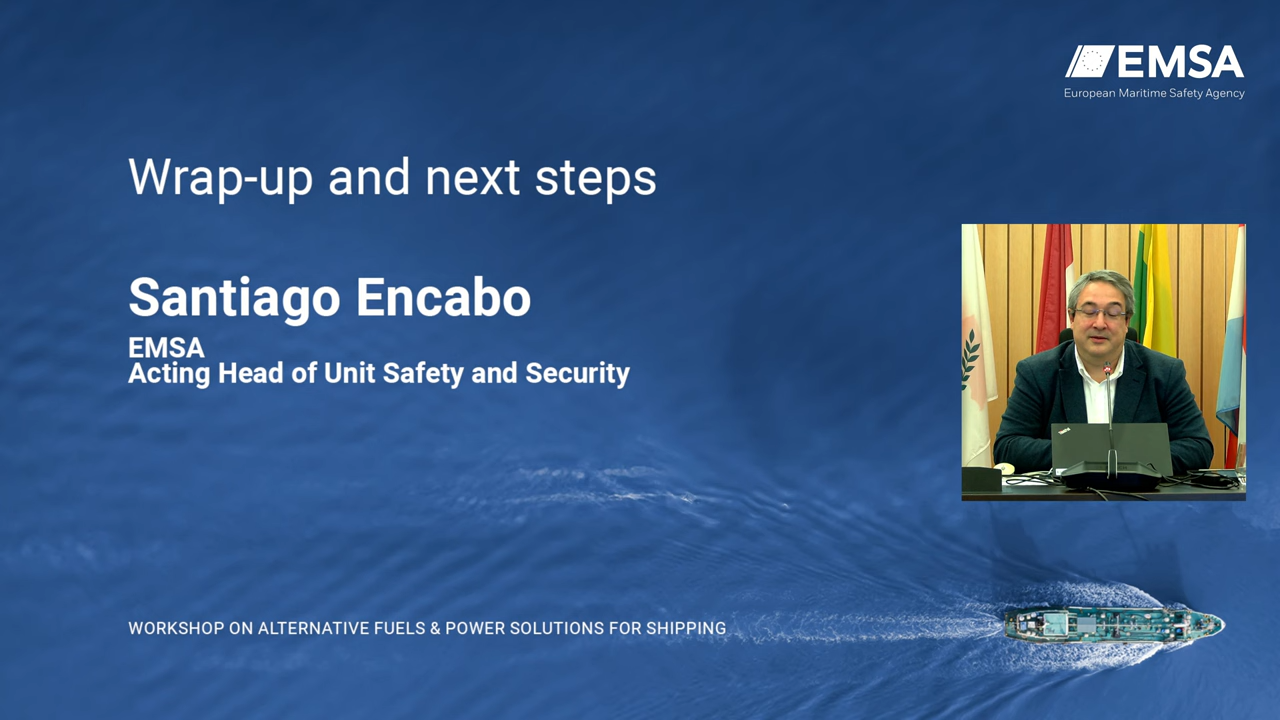 EMSA
European Maritime Safety Agency
Wrap-up and next steps
Santiago Encabo
EMSA
Acting Head of Unit Safety and Security
WORKSHOP ON ALTERNATIVE FUELS & POWER SOLUTIONS FOR SHIPPING